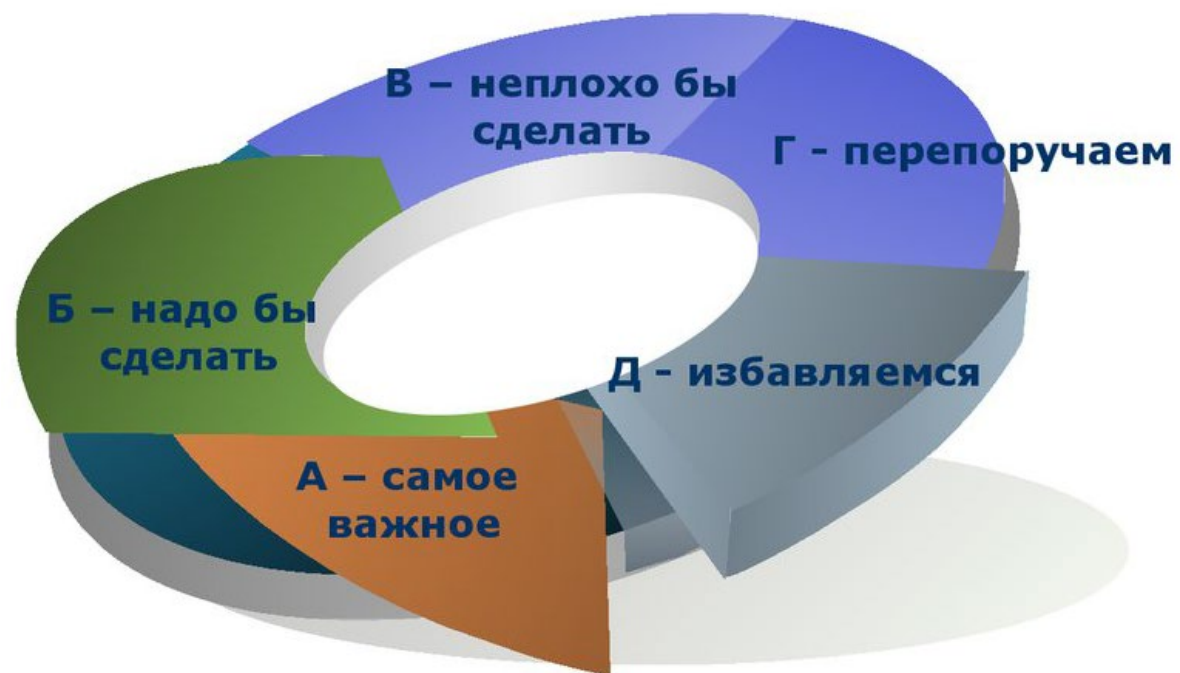 В – неплохо бы
сделать
Г - перепоручаем
Б – надо бы
сделать
Д - избавляемся
А – самое
важное